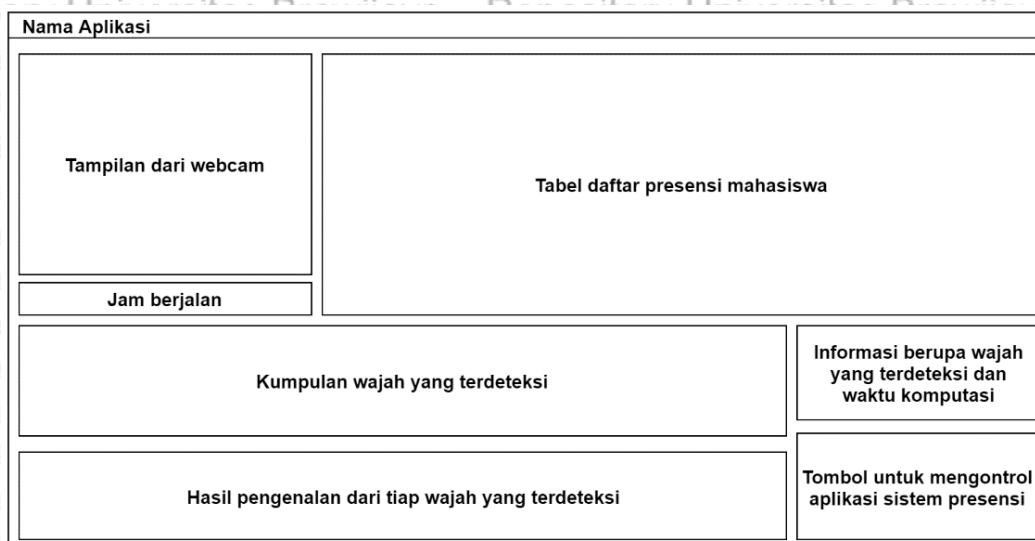 Nama Aplikasi
Tampilan dari webcam
Tabel daftar presensi mahasiswa
Jam berjalan
Kumpulan wajah yang terdeteksi
Informasi berupa wajah
yang terdeteksi dan
waktu komputasi
Hasil pengenalan dari tiap wajah yang terdeteksi
Tombol untuk mengontrol
aplikasi sistem presensi